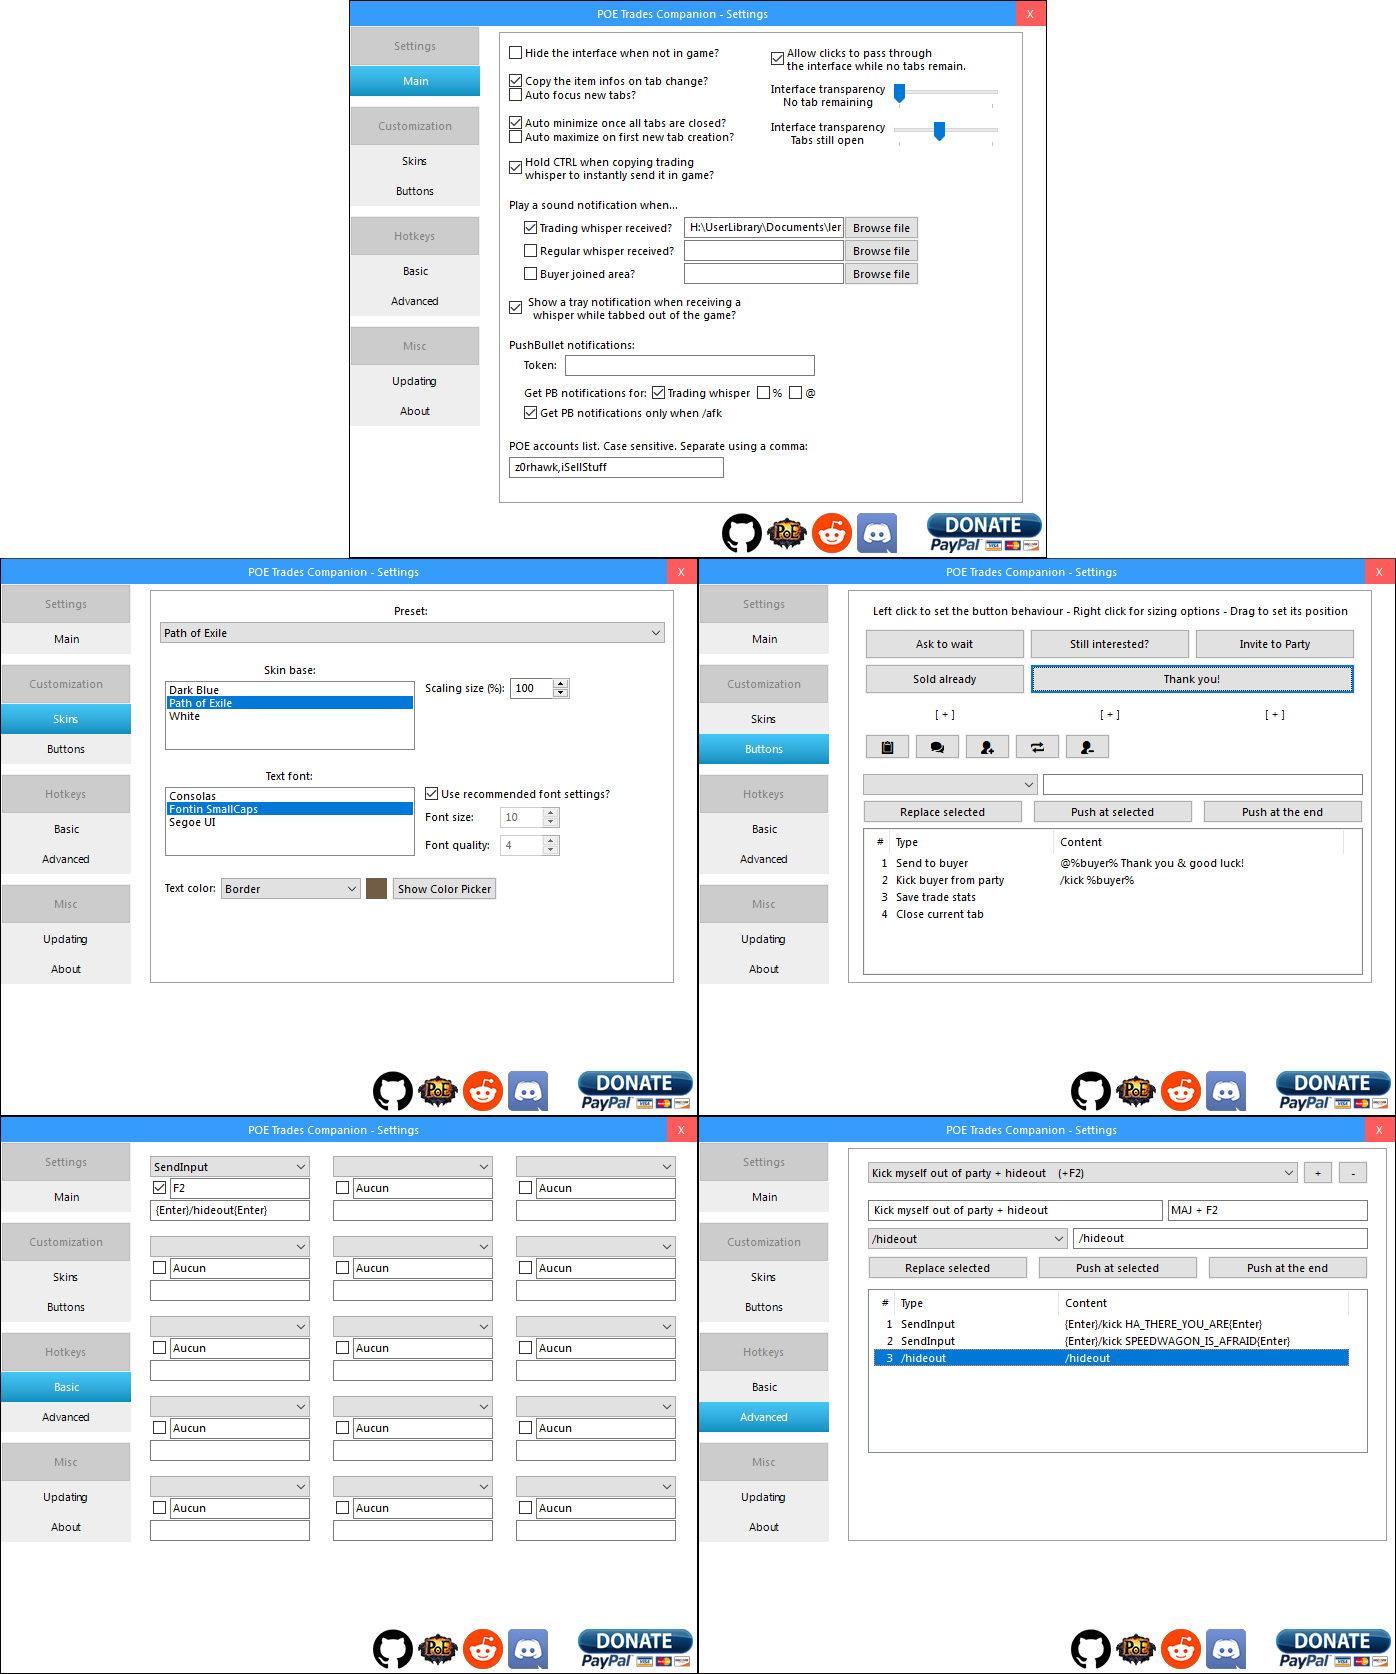 POE Trades Companion - Settings
X
Settings
Main
Customization
Skins
Buttons
Hotkeys
Basic
Advanced
Misc
Updating
About
Hide the interface when not in game?
Copy the item infos on tab change?
Auto focus new tabs?
Auto minimize once all tabs are closed?
Auto maximize on first new tab creation?
Hold CTRL when copying trading
whisper to instantly send it in game?
Allow clicks to pass through
the interface while no tabs remain.
Interface transparency
No tab remaining
Interface transparency
Tabs still open
Play a sound notification when...
Trading whisper received? H:\UserLibrary\Documents\ler Browse file
Regular whisper received? Browse file
Buyer joined area? Browse file
Show a tray notification when receiving a
whisper while tabbed out of the game?
PushBullet notifications:
Token:
Get PB notifications for: Trading whisper % @
Get PB notifications only when /afk
POE accounts list. Case sensitive. Separate using a comma:
z0rhawk,iSellStuff
PoE
DONATE
PayPal
POE Trades Companion - Settings
X
Settings
Main
Customization
Skins
Buttons
Hotkeys
Basic
Advanced
Misc
Updating
About
Preset:
Path of Exile
Skin base:
Dark Blue
Path of Exile
White
Scaling size (%): 100
Text font:
Consolas
Fontin SmallCaps
Segoe UI
Use recommended font settings?
Font size: 10
Font quality: 4
Text color: Border Show Color Picker
PoE
DONATE
PayPal
POE Trades Companion - Settings
X
Settings
Main
Customization
Skins
Buttons
Hotkeys
Basic
Advanced
Misc
Updating
About
Left click to set the button behaviour - Right click for sizing options - Drag to set its position
Ask to wait Still interested? Invite to Party
Sold already Thank you!
[ + ] [ + ] [ + ]
Replace selected Push at selected Push at the end
# Type Content
1 Send to buyer @%buyer% Thank you & good luck!
2 Kick buyer from party /kick %buyer%
3 Save trade stats
4 Close current tab
PoE
DONATE
PayPal
POE Trades Companion - Settings
X
Settings
Main
Customization
Skins
Buttons
Hotkeys
Basic
Advanced
Misc
Updating
About
SendInput
F2 Aucun Aucun
{Enter}/hideout{Enter}
Aucun Aucun Aucun
Aucun Aucun Aucun
Aucun Aucun Aucun
Aucun Aucun Aucun
PoE
DONATE
PayPal
POE Trades Companion - Settings
X
Settings
Main
Customization
Skins
Buttons
Hotkeys
Basic
Advanced
Misc
Updating
About
Kick myself out of party + hideout (+F2) + -
Kick myself out of party + hideout MAJ + F2
/hideout /hideout
Replace selected Push at selected Push at the end
# Type Content
1 SendInput {Enter}/kick HA_THERE_YOU_ARE{Enter}
2 SendInput {Enter}/kick SPEEDWAGON_IS_AFRAID{Enter}
3 /hideout /hideout
PoE
DONATE
PayPal